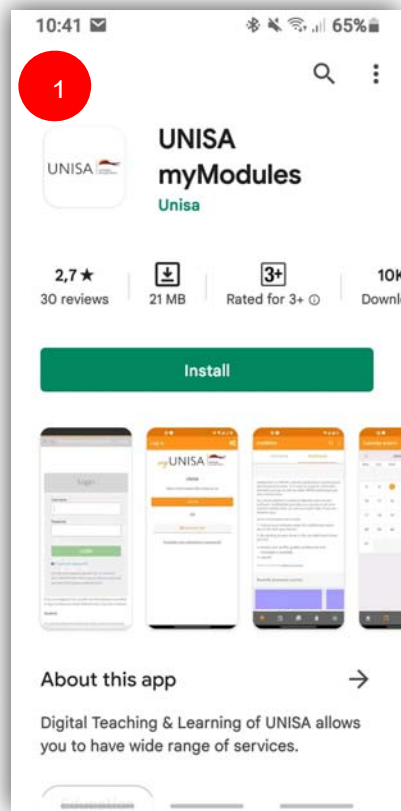 10:41 65%
1
UNISA
UNISA
myModules
Unisa
2,7★ 3+ 10K
30 reviews 21 MB Rated for 3+ Downl
Install
Login
LOGIN
myUNISA
About this app →
Digital Teaching & Learning of UNISA allows
you to have wide range of services.
Education